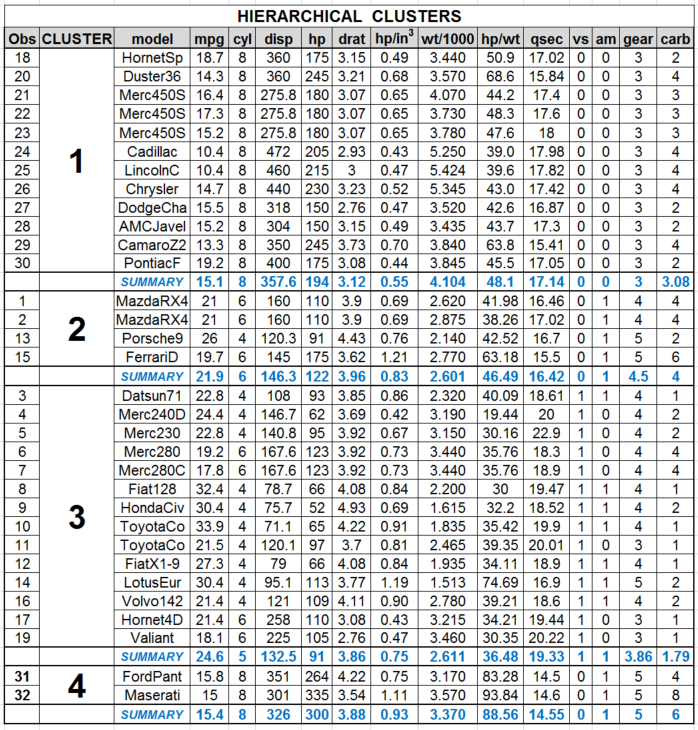 HIERARCHICAL CLUSTERS
Obs CLUSTER model mpg cyl disp hp drat hp/in³ wt/1000 hp/wt qsec vs am gear carb
18 HornetSp 18.7 8 360 175 3.15 0.49 3.440 50.9 17.02 0 0 3 2
20 Duster36 14.3 8 360 245 3.21 0.68 3.570 68.6 15.84 0 0 3 4
21 Merc450S 16.4 8 275.8 180 3.07 0.65 4.070 44.2 17.4 0 0 3 3
22 Merc450S 17.3 8 275.8 180 3.07 0.65 3.730 48.3 17.6 0 0 3 3
23 Merc450S 15.2 8 275.8 180 3.07 0.65 3.780 47.6 18 0 0 3 3
24 Cadillac 10.4 8 472 205 2.93 0.43 5.250 39.0 17.98 0 0 3 4
1
25 LincolnC 10.4 8 460 215 3 0.47 5.424 39.6 17.82 0 0 3 4
26 Chrysler 14.7 8 440 230 3.23 0.52 5.345 43.0 17.42 0 0 3 4
27 DodgeCha 15.5 8 318 150 2.76 0.47 3.520 42.6 16.87 0 0 3 2
28 AMCJavel 15.2 8 304 150 3.15 0.49 3.435 43.7 17.3 0 0 3 2
29 CamaroZ2 13.3 8 350 245 3.73 0.70 3.840 63.8 15.41 0 0 3 4
30 PontiacF 19.2 8 400 175 3.08 0.44 3.845 45.5 17.05 0 0 3 2
SUMMARY 15.1 8 357.6 194 3.12 0.55 4.104 48.1 17.14 0 0 3 3.08
1 MazdaRX4 21 6 160 110 3.9 0.69 2.620 41.98 16.46 0 1 4 4
2 MazdaRX4 21 6 160 110 3.9 0.69 2.875 38.26 17.02 0 1 4 4
2
13 Porsche9 26 4 120.3 91 4.43 0.76 2.140 42.52 16.7 0 1 5 2
15 FerrariD 19.7 6 145 175 3.62 1.21 2.770 63.18 15.5 0 1 5 6
SUMMARY 21.9 6 146.3 122 3.96 0.83 2.601 46.49 16.42 0 1 4.5 4
3 Datsun71 22.8 4 108 93 3.85 0.86 2.320 40.09 18.61 1 1 4 1
4 Merc240D 24.4 4 146.7 62 3.69 0.42 3.190 19.44 20 1 0 4 2
5 Merc230 22.8 4 140.8 95 3.92 0.67 3.150 30.16 22.9 1 0 4 2
6 Merc280 19.2 6 167.6 123 3.92 0.73 3.440 35.76 18.3 1 0 4 4
7 Merc280C 17.8 6 167.6 123 3.92 0.73 3.440 35.76 18.9 1 0 4 4
8 Fiat128 32.4 4 78.7 66 4.08 0.84 2.200 30 19.47 1 1 4 1
9 HondaCiv 30.4 4 75.7 52 4.93 0.69 1.615 32.2 18.52 1 1 4 2
3
10 ToyotaCo 33.9 4 71.1 65 4.22 0.91 1.835 35.42 19.9 1 1 4 1
11 ToyotaCo 21.5 4 120.1 97 3.7 0.81 2.465 39.35 20.01 1 0 3 1
12 FiatX1-9 27.3 4 79 66 4.08 0.84 1.935 34.11 18.9 1 1 4 1
14 LotusEur 30.4 4 95.1 113 3.77 1.19 1.513 74.69 16.9 1 1 5 2
16 Volvo142 21.4 4 121 109 4.11 0.90 2.780 39.21 18.6 1 1 4 2
17 Hornet4D 21.4 6 258 110 3.08 0.43 3.215 34.21 19.44 1 0 3 1
19 Valiant 18.1 6 225 105 2.76 0.47 3.460 30.35 20.22 1 0 3 1
SUMMARY 24.6 5 132.5 91 3.86 0.75 2.611 36.48 19.33 1 1 3.86 1.79
31 FordPant 15.8 8 351 264 4.22 0.75 3.170 83.28 14.5 0 1 5 4
4
32 Maserati 15 8 301 335 3.54 1.11 3.570 93.84 14.6 0 1 5 8
SUMMARY 15.4 8 326 300 3.88 0.93 3.370 88.56 14.55 0 1 5 6